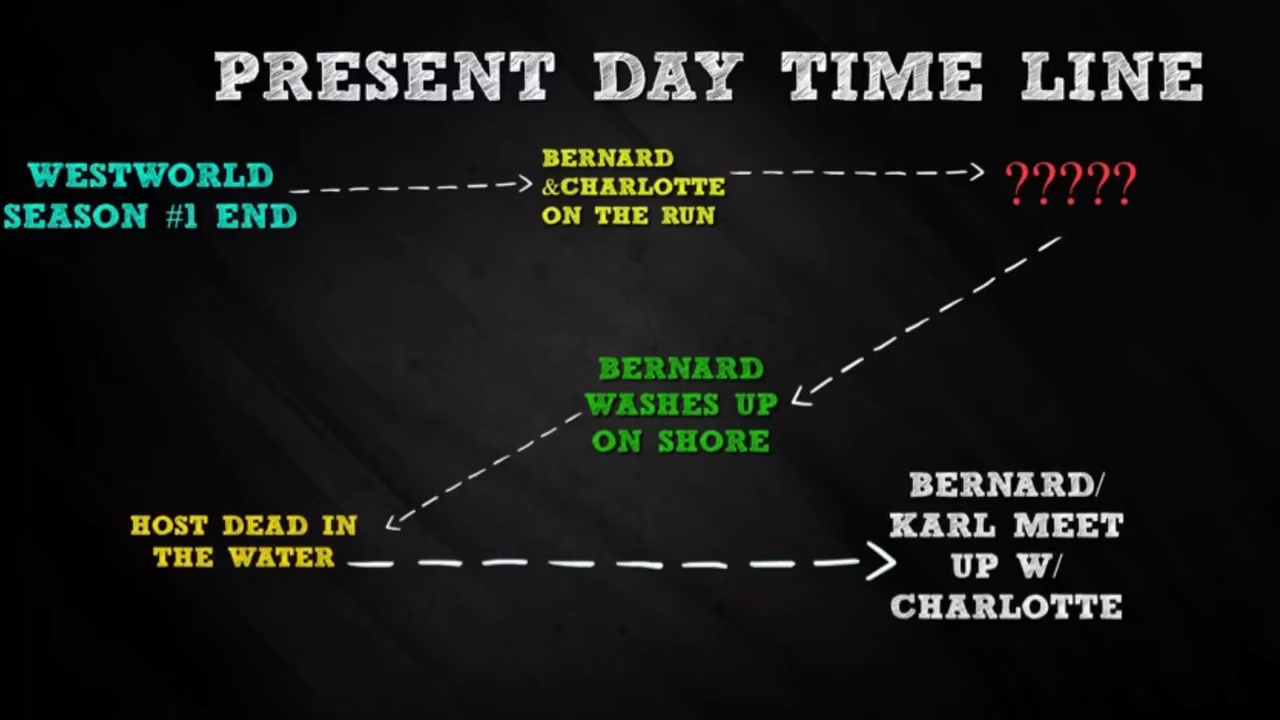 PRESENT DAY TIME LINE
WESTWORLD
SEASON #1 END
BERNARD
&CHARLOTTE
ON THE RUN
?????
BERNARD
WASHES UP
ON SHORE
HOST DEAD IN
THE WATER
BERNARD/
KARL MEET
UP W/
CHARLOTTE